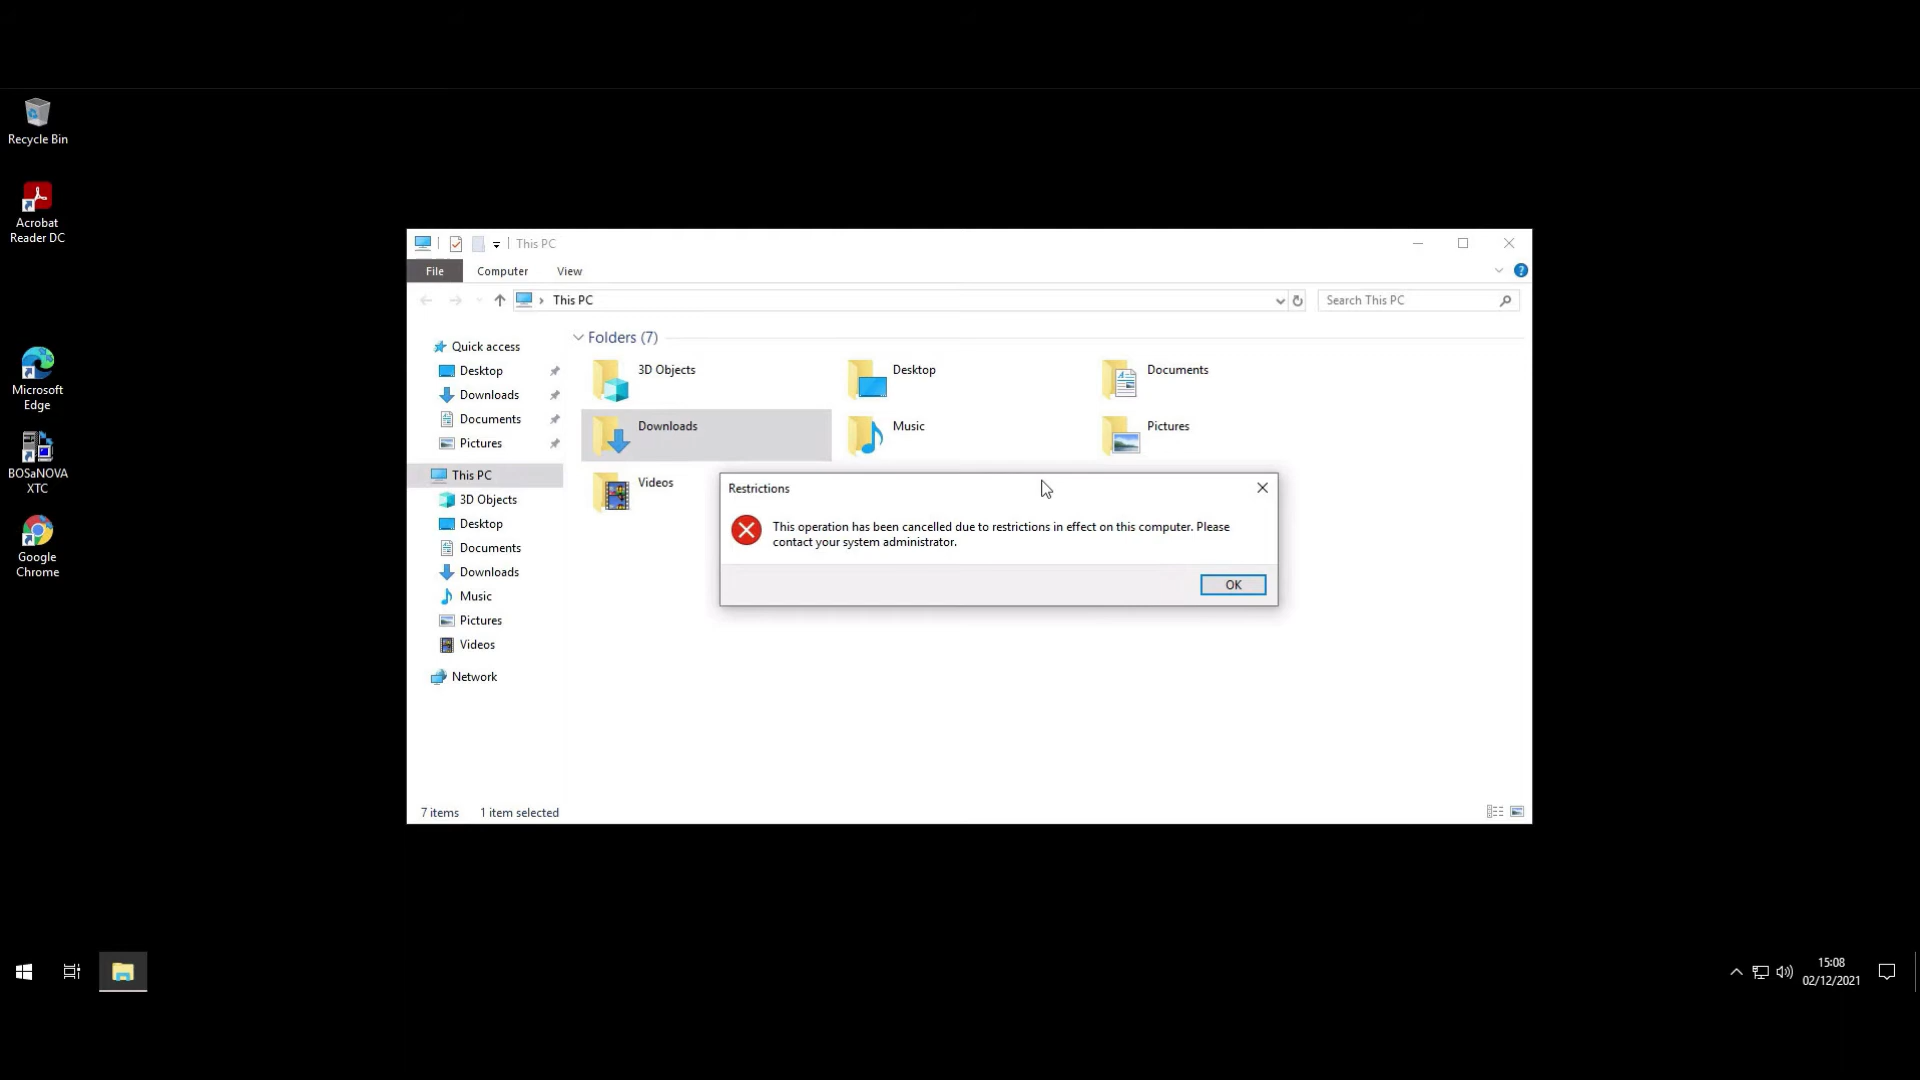 Recycle Bin
Acrobat
Reader DC
Microsoft
Edge
BOSaNOVA
XTC
Google
Chrome
This PC
File
Computer
View
This PC
Search This PC
Quick access
Desktop
Downloads
Documents
Pictures
This PC
3D Objects
Desktop
Documents
Downloads
Music
Pictures
Videos
Network
Folders (7)
3D Objects
Desktop
Documents
Downloads
Music
Pictures
Videos
Restrictions
This operation has been cancelled due to restrictions in effect on this computer. Please
contact your system administrator.
OK
7 items
1 item selected
15:08
02/12/2021